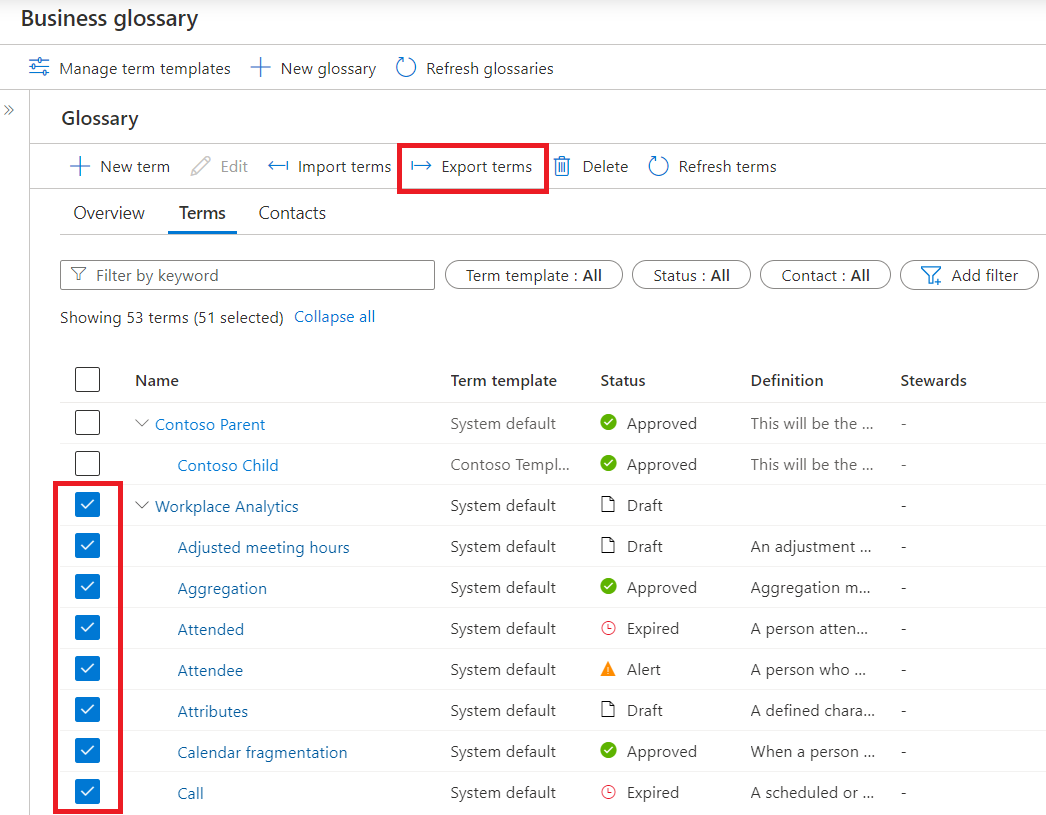 Business glossary
Manage term templates New glossary Refresh glossaries
Glossary
New term Edit Import terms Export terms Delete Refresh terms
Overview Terms Contacts
Filter by keyword Term template : All Status : All Contact : All Add filter
Showing 53 terms (51 selected) Collapse all
Name Term template Status Definition Stewards
Contoso Parent System default Approved This will be the ... -
Contoso Child Contoso Templ... Approved This will be the ... -
Workplace Analytics System default Draft -
Adjusted meeting hours System default Draft An adjustment ... -
Aggregation System default Approved Aggregation m... -
Attended System default Expired A person atten... -
Attendee System default Alert A person who ... -
Attributes System default Draft A defined chara... -
Calendar fragmentation System default Approved When a person ... -
Call System default Expired A scheduled or ... -